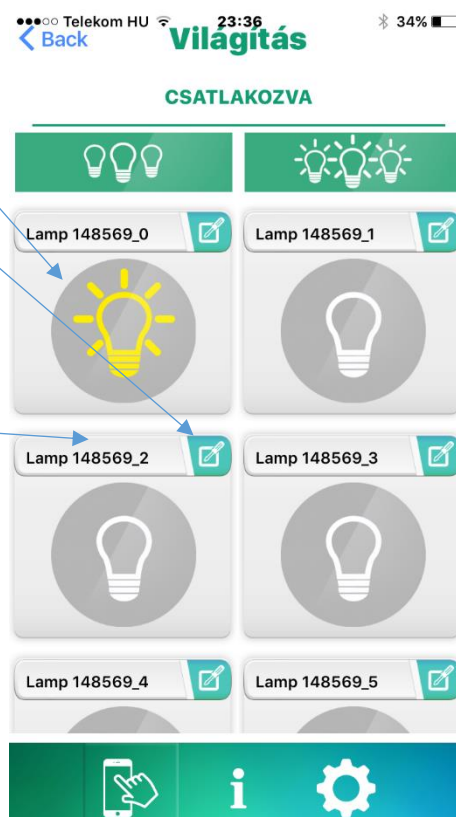 Telekom HU 23:36 34%
Back Világítás
CSATLAKOZVA
Lamp 148569_0 Lamp 148569_1
Lamp 148569_2 Lamp 148569_3
Lamp 148569_4 Lamp 148569_5
i